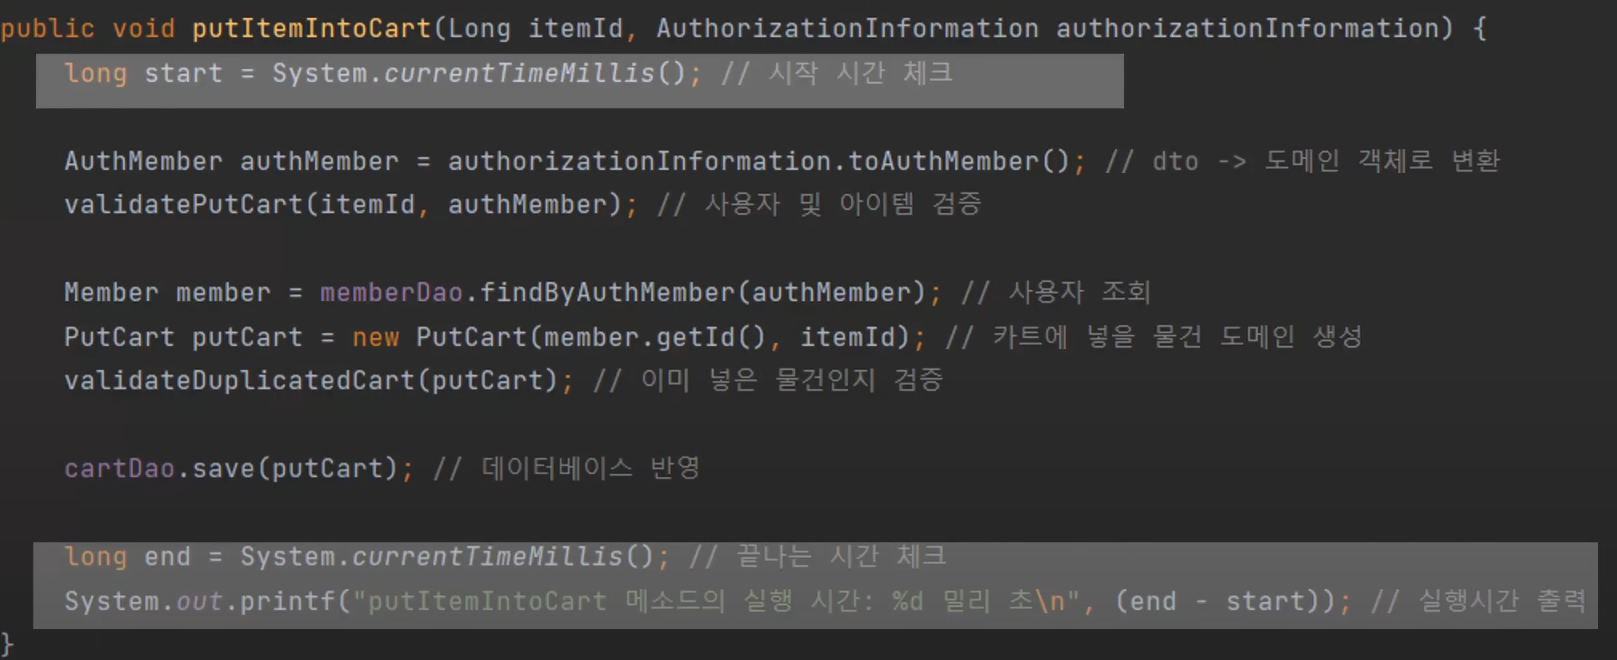 public void putItemIntoCart(Long itemId, AuthorizationInformation authorizationInformation) {
long start = System.currentTimeMillis(); // 시작 시간 체크
AuthMember authMember = authorizationInformation.toAuthMember(); // dto -> 도메인 객체로 변환
validatePutCart(itemId, authMember); // 사용자 및 아이템 검증
Member member = memberDao.findByAuthMember(authMember); // 사용자 조회
PutCart putCart = new PutCart(member.getId(), itemId); // 카트에 넣을 물건 도메인 생성
validateDuplicatedCart(putCart); // 이미 넣은 물건인지 검증
cartDao.save(putCart); // 데이터베이스 반영
long end = System.currentTimeMillis(); // 끝나는 시간 체크
System.out.printf("putItemIntoCart 메소드의 실행 시간: %d 밀리 초\n", (end - start)); // 실행시간 출력
}